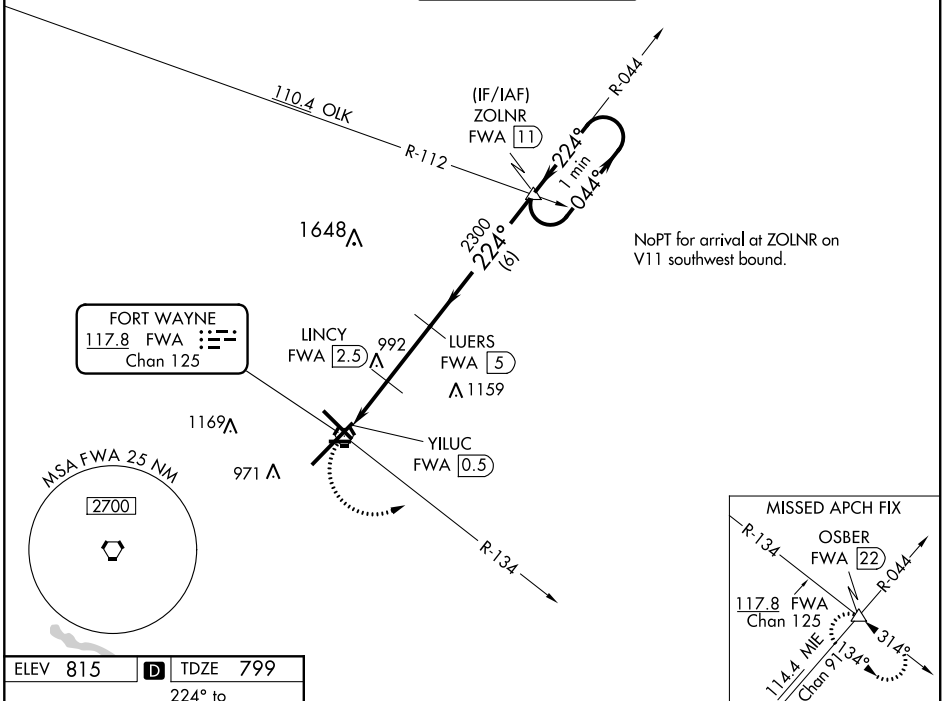 110.4 OLK
R-112
(IF/IAF)
ZOLNR
FWA 11
R-044
224°
1 min
044°
1648
2300
224°
(6)
NoPT for arrival at ZOLNR on
V11 southwest bound.
FORT WAYNE
117.8 FWA
Chan 125
LINCY
FWA 2.5
992
LUERS
FWA 5
1159
1169
971
YILUC
FWA 0.5
MSA FWA 25 NM
2700
R-134
MISSED APCH FIX
R-134
OSBER
FWA 22
R-044
117.8 FWA
Chan 125
314°
134°
114.4 MIE
Chan 91
ELEV 815 D TDZE 799
224° to